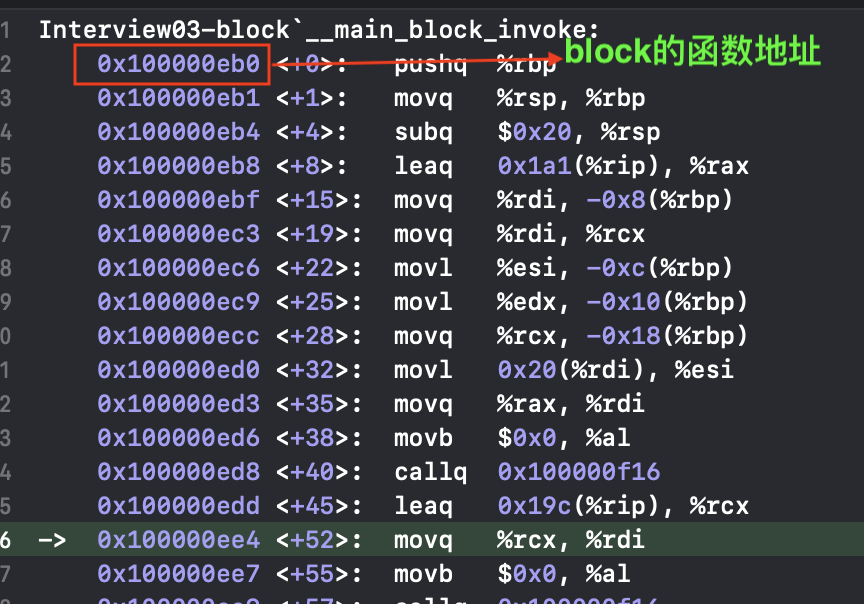 1 Interview03-block`__main_block_invoke:
2 0x100000eb0 <+0>: pushq %rbp block的函数地址
3 0x100000eb1 <+1>: movq %rsp, %rbp
4 0x100000eb4 <+4>: subq $0x20, %rsp
5 0x100000eb8 <+8>: leaq 0x1a1(%rip), %rax
6 0x100000ebf <+15>: movq %rdi, -0x8(%rbp)
7 0x100000ec3 <+19>: movq %rdi, %rcx
8 0x100000ec6 <+22>: movl %esi, -0xc(%rbp)
9 0x100000ec9 <+25>: movl %edx, -0x10(%rbp)
0 0x100000ecc <+28>: movq %rcx, -0x18(%rbp)
1 0x100000ed0 <+32>: movl 0x20(%rdi), %esi
2 0x100000ed3 <+35>: movq %rax, %rdi
3 0x100000ed6 <+38>: movb $0x0, %al
4 0x100000ed8 <+40>: callq 0x100000f16
5 0x100000edd <+45>: leaq 0x19c(%rip), %rcx
6 -> 0x100000ee4 <+52>: movq %rcx, %rdi
7 0x100000ee7 <+55>: movb $0x0, %al